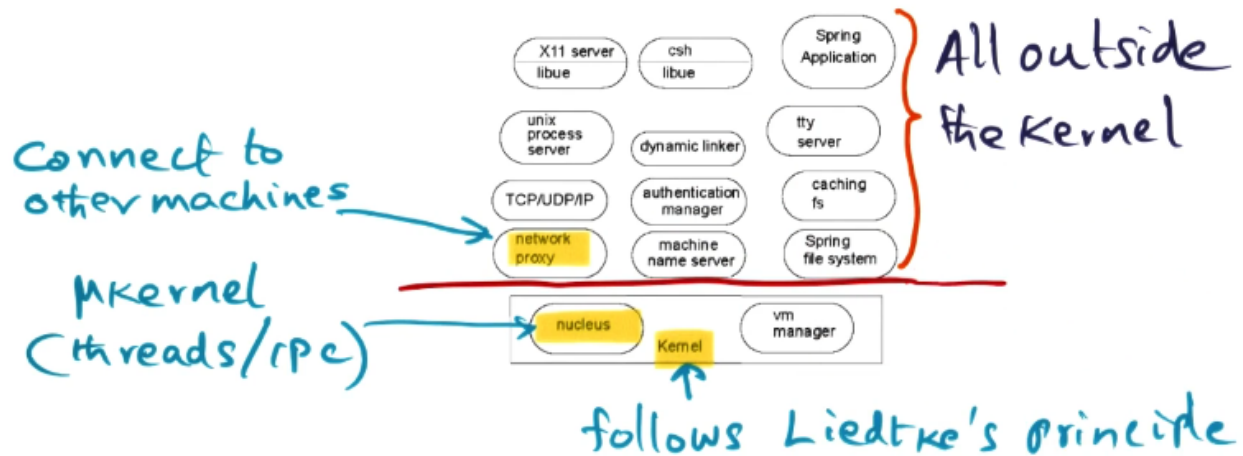 X11 server
libue
csh
libue
Spring
Application
All outside
the Kernel
unix
process
server
dynamic linker
tty
server
Connect to
other machines
TCP/UDP/IP
authentication
manager
caching
fs
network
proxy
machine
name server
Spring
file system
μKernel
(threads/IPC)
nucleus
Kernel
vm
manager
follows Liedtke's principle